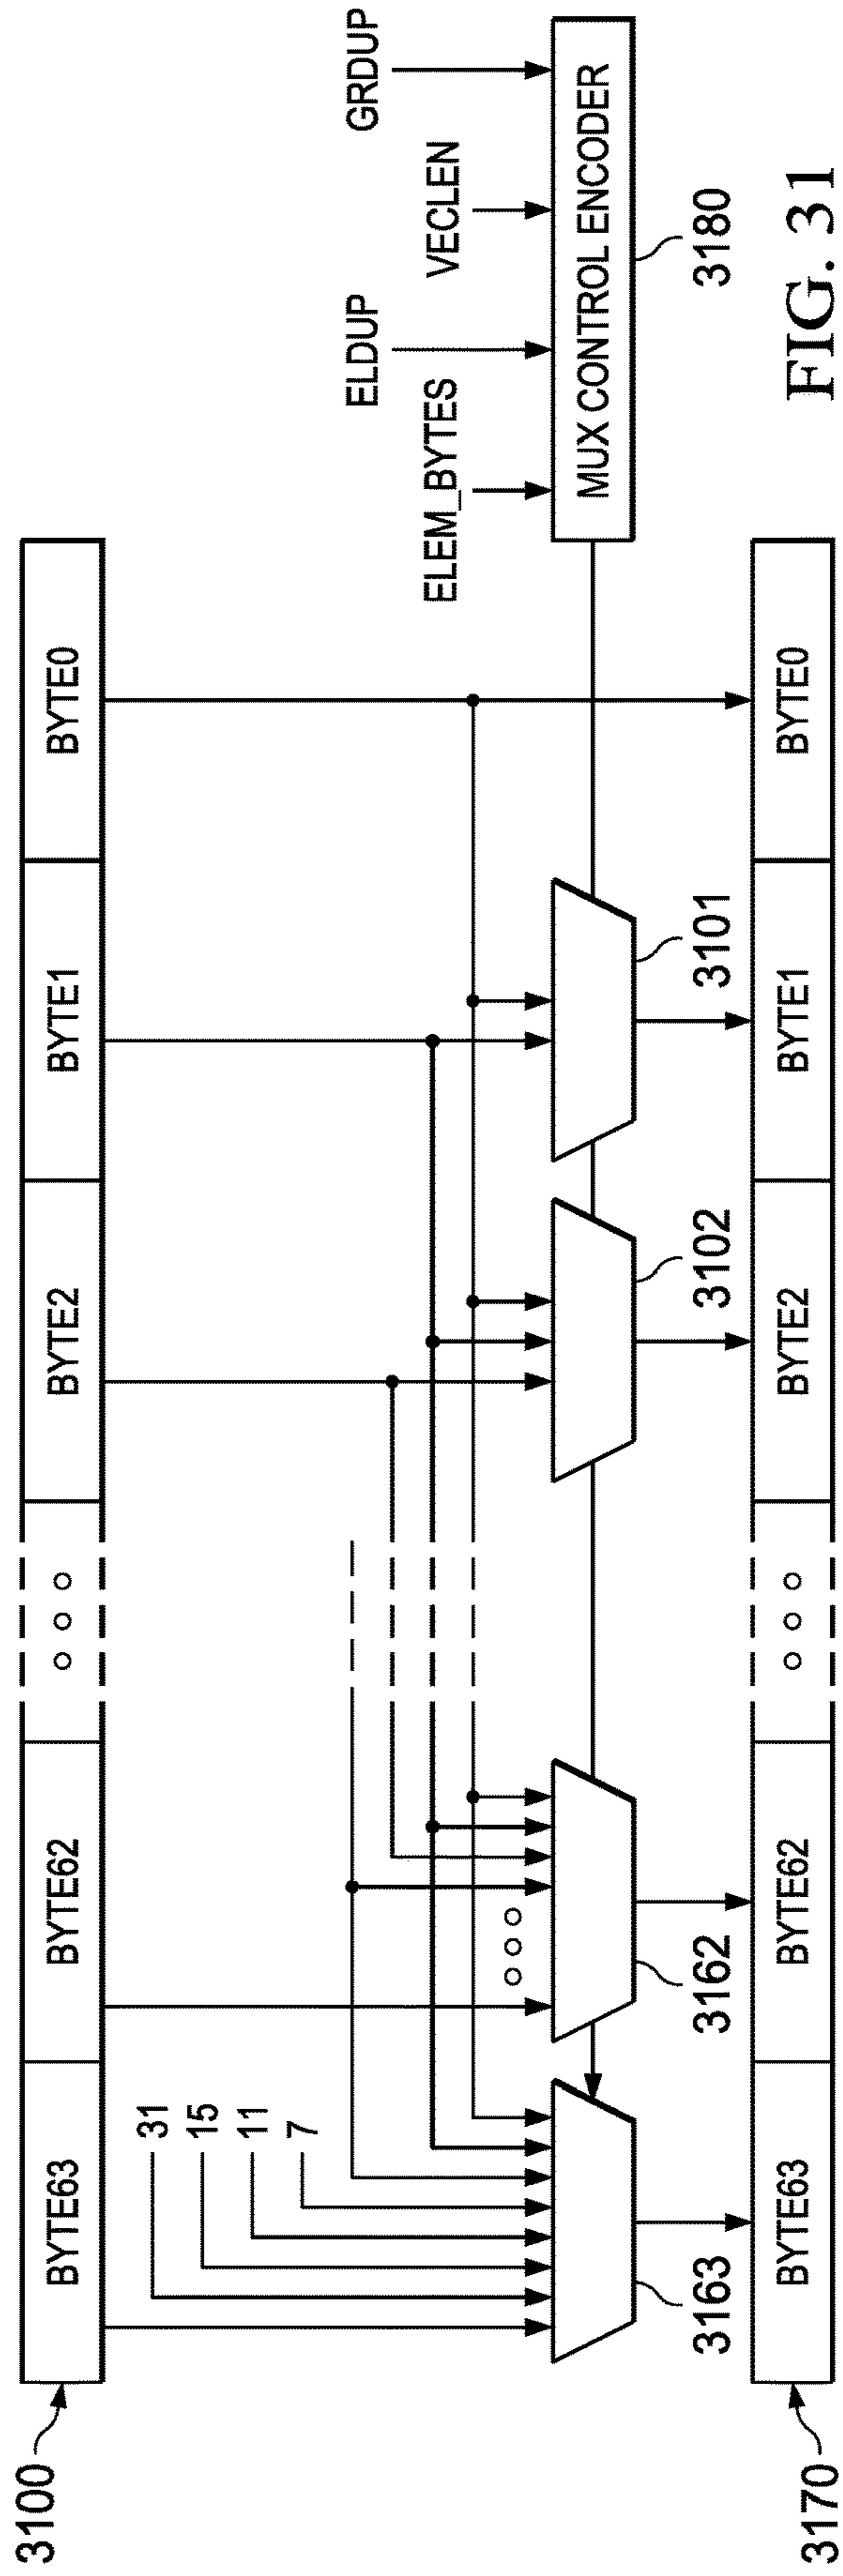 3100
BYTE63
BYTE62
BYTE2
BYTE1
BYTE0
31
15
11
7
GRDUP
VECLEN
ELDUP
ELEM_BYTES
MUX CONTROL ENCODER
3180
3163
3162
3102
3101
3170
BYTE63
BYTE62
BYTE2
BYTE1
BYTE0
FIG. 31